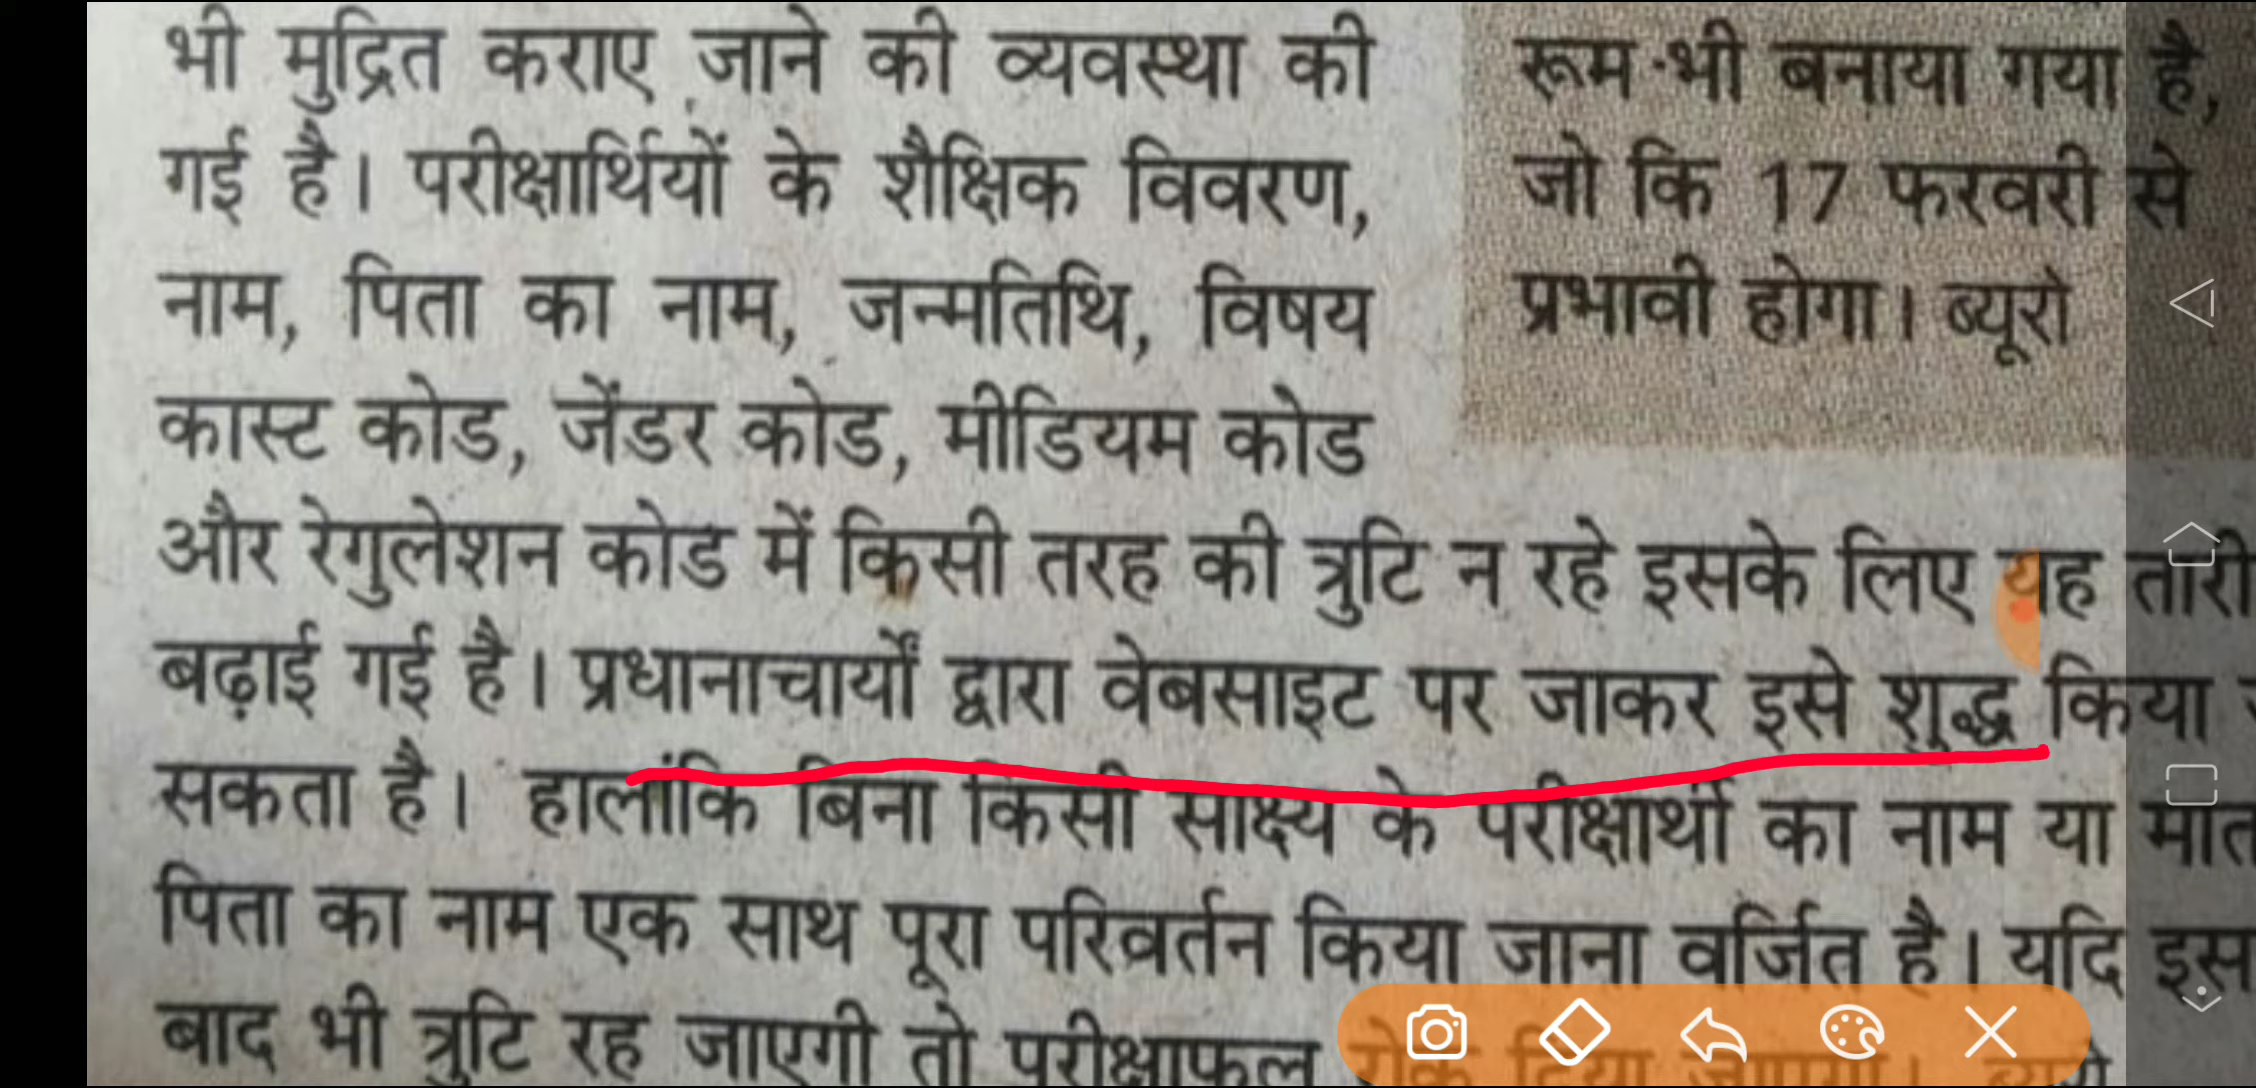 भी मुद्रित कराए जाने की व्यवस्था की
गई है। परीक्षार्थियों के शैक्षिक विवरण,
नाम, पिता का नाम, जन्मतिथि, विषय
कास्ट कोड, जेंडर कोड, मीडियम कोड
और रेगुलेशन कोड में किसी तरह की त्रुटि न रहे इसके लिए यह
बढ़ाई गई है। प्रधानाचार्यों द्वारा वेबसाइट पर जाकर इसे शुद्ध किया
सकता है। हालांकि बिना किसी साक्ष्य के परीक्षार्थी का नाम या
पिता का नाम एक साथ पूरा परिवर्तन किया जाना वर्जित है। यदि इस
बाद भी त्रुटि रह जाएगी तो परीक्षाफल
रूम भी बनाया गया है,
जो कि 17 फरवरी से
प्रभावी होगा। ब्यूरो